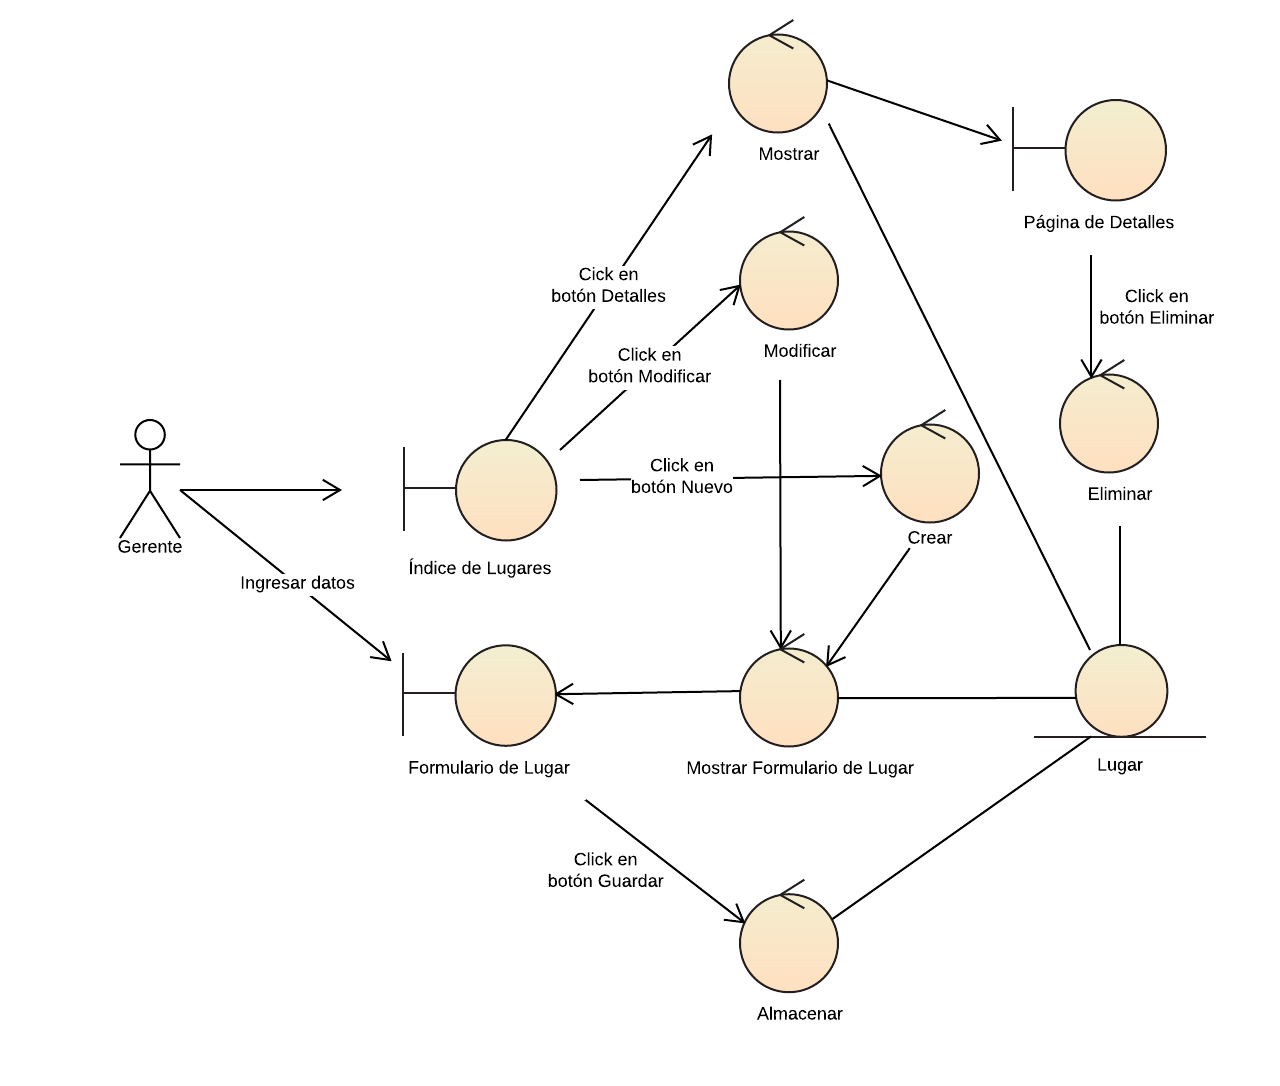 Mostrar
Página de Detalles
Cick en
botón Detalles
Click en
botón Eliminar
Modificar
Click en
botón Modificar
Click en
botón Nuevo
Eliminar
Crear
Gerente
Índice de Lugares
Ingresar datos
Formulario de Lugar
Mostrar Formulario de Lugar
Lugar
Click en
botón Guardar
Almacenar